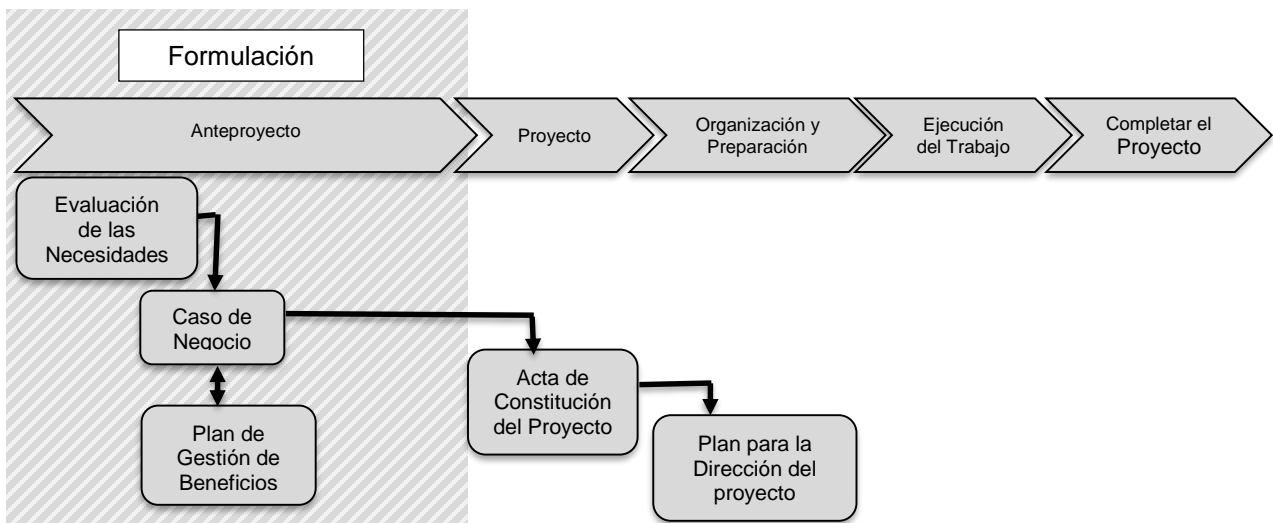 Formulación
Anteproyecto
Proyecto
Organización y
Preparación
Ejecución
del Trabajo
Completar el
Proyecto
Evaluación
de las
Necesidades
Caso de
Negocio
Plan de
Gestión de
Beneficios
Acta de
Constitución
del Proyecto
Plan para la
Dirección del
proyecto